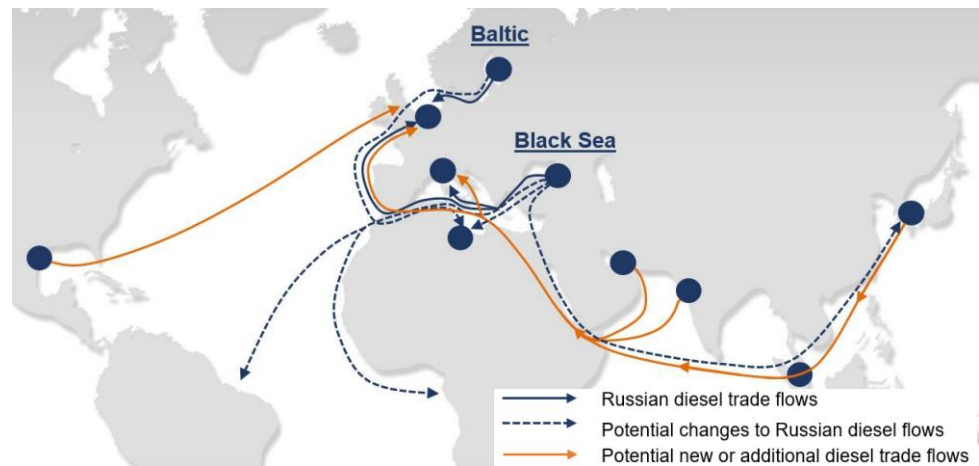 Baltic
Black Sea
Russian diesel trade flows
Potential changes to Russian diesel flows
Potential new or additional diesel trade flows